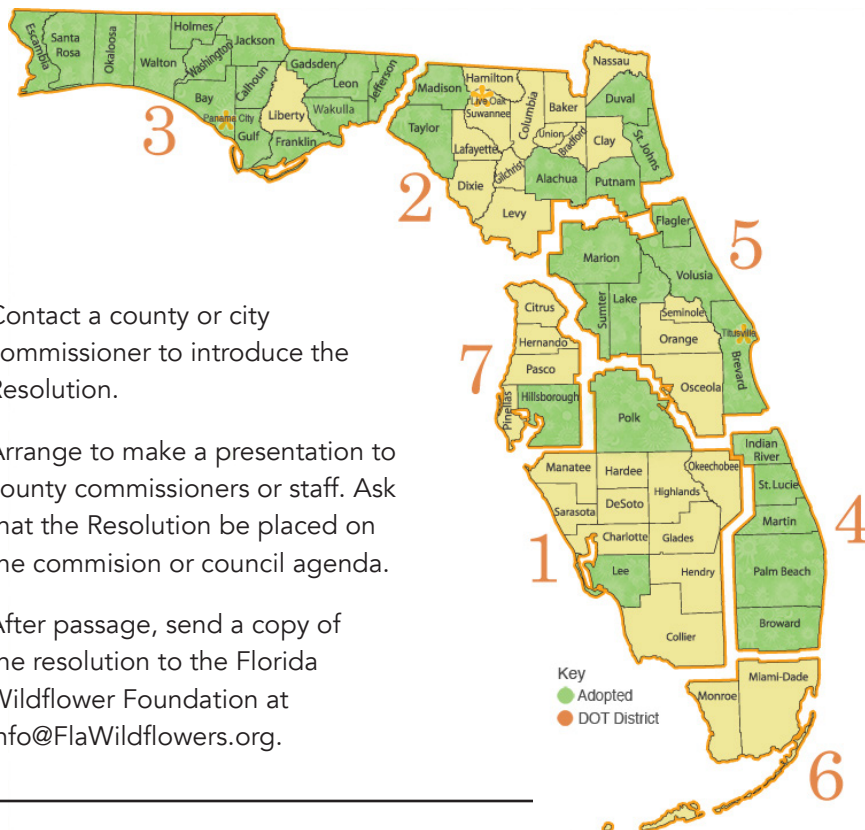 Contact a county or city
commissioner to introduce the
Resolution.
Arrange to make a presentation to
county commissioners or staff. Ask
that the Resolution be placed on
the commision or council agenda.
After passage, send a copy of
the resolution to the Florida
Wildflower Foundation at
info@FlaWildflowers.org.
Escambia
Santa
Rosa
Okaloosa
Walton
Holmes
Washington
Jackson
Bay
Panama City
Calhoun
Gulf
Liberty
Gadsden
Franklin
Leon
Wakulla
Jefferson
3
Madison
Taylor
Hamilton
Live Oak
Suwannee
Lafayette
Dixie
Columbia
Gilchrist
Levy
Baker
Union
Bradford
Alachua
Nassau
Duval
Clay
St. Johns
Putnam
2
Flagler
Marion
Volusia
Sumter
Lake
Seminole
Orange
Titusville
Brevard
Osceola
5
Citrus
Hernando
Pasco
Pinellas
Hillsborough
7
Polk
Manatee
Hardee
Okeechobee
Highlands
Sarasota
DeSoto
Charlotte
Glades
Lee
Hendry
Collier
1
Indian
River
St. Lucie
Martin
Palm Beach
Broward
4
Monroe
Miami-Dade
6
Key
Adopted
DOT District